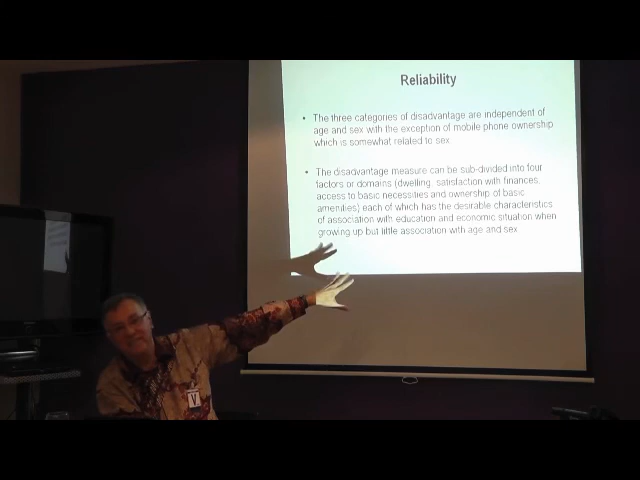 Reliability
• The three categories of disadvantage are independent of
age and sex with the exception of mobile phone ownership
which is somewhat related to sex.
• The disadvantage measure can be sub-divided into four
factors or domains (dwelling, satisfaction with finances,
access to basic necessities and ownership of basic
amenities) each of which has the desirable characteristics
of association with education and economic situation when
growing up but little association with age and sex
V